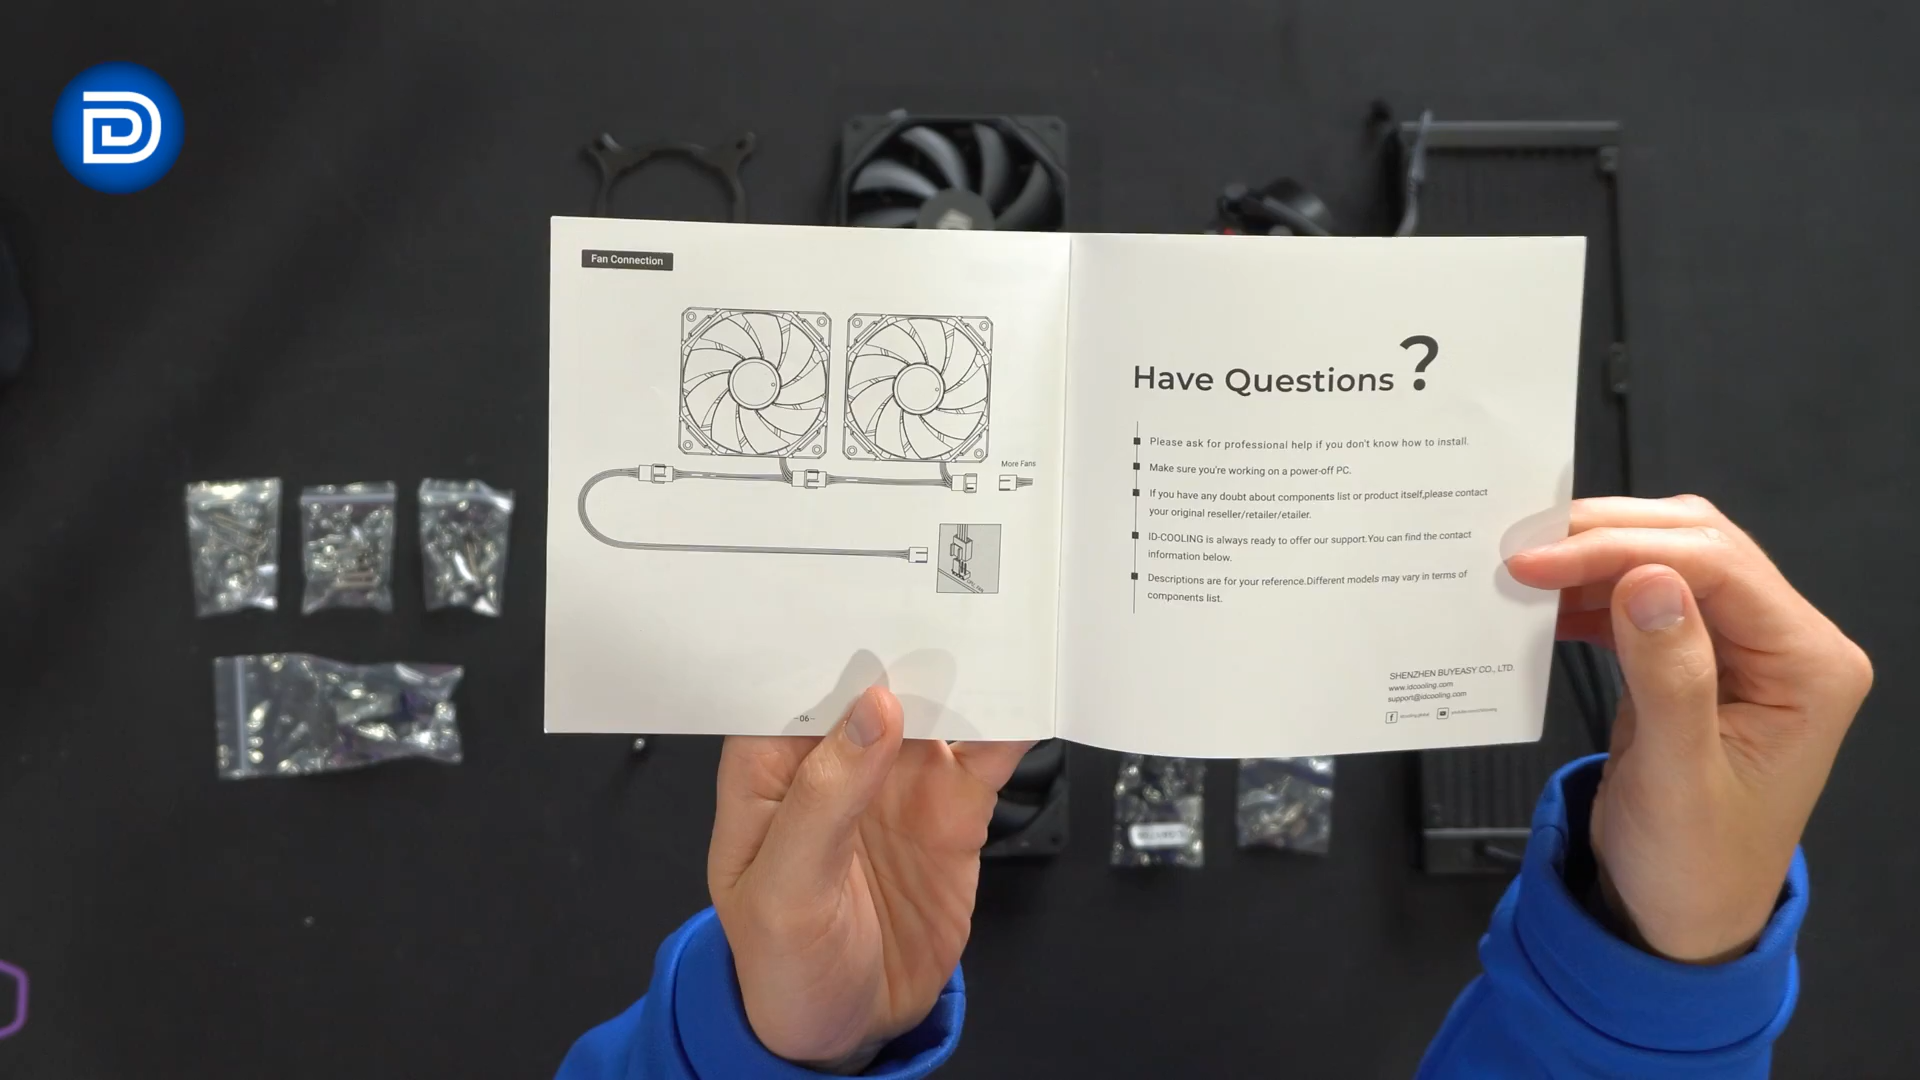 Fan Connection
More Fans
CPU_FAN
--06--
Have Questions ?
Please ask for professional help if you don't know how to install.
Make sure you're working on a power-off PC.
If you have any doubt about components list or product itself,please contact
your original reseller/retailer/etailer.
ID-COOLING is always ready to offer our support.You can find the contact
information below.
Descriptions are for your reference.Different models may vary in terms of
components list.
SHENZHEN BUYEASY CO., LTD.
www.idcooling.com
support@idcooling.com